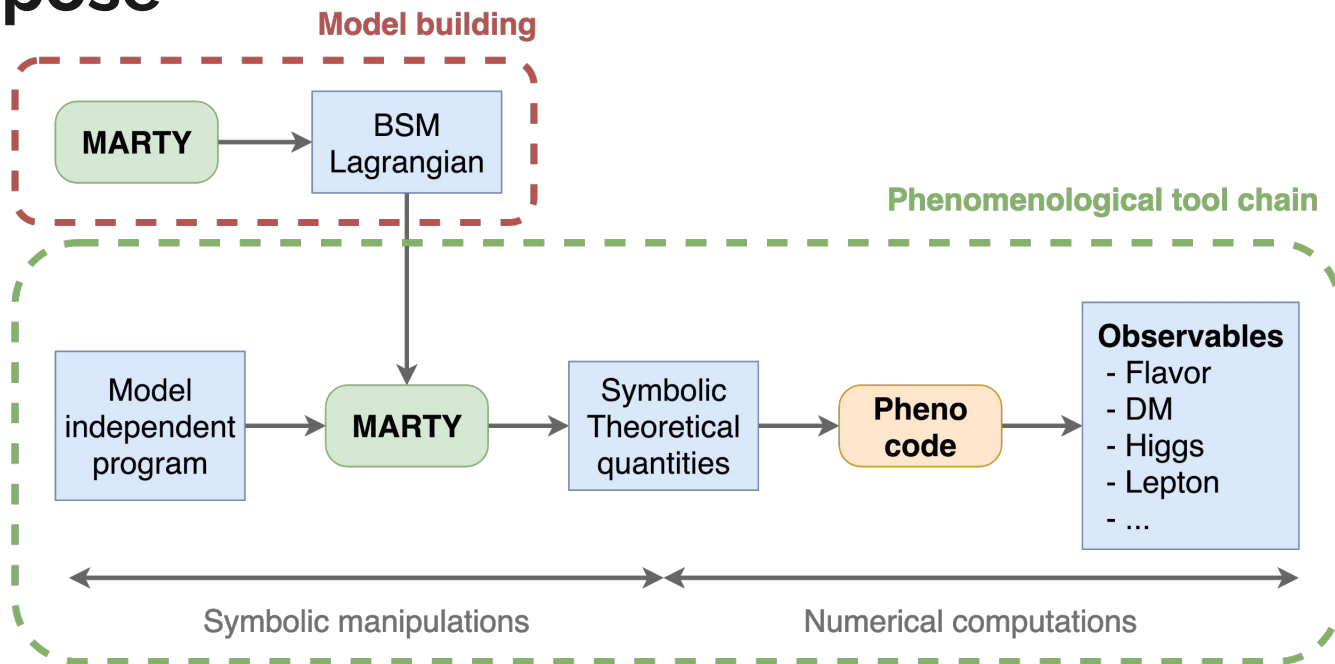 pose
Model building
MARTY
BSM
Lagrangian
Phenomenological tool chain
Model
independent
program
MARTY
Symbolic
Theoretical
quantities
Pheno
code
Observables
- Flavor
- DM
- Higgs
- Lepton
- ...
Symbolic manipulations
Numerical computations